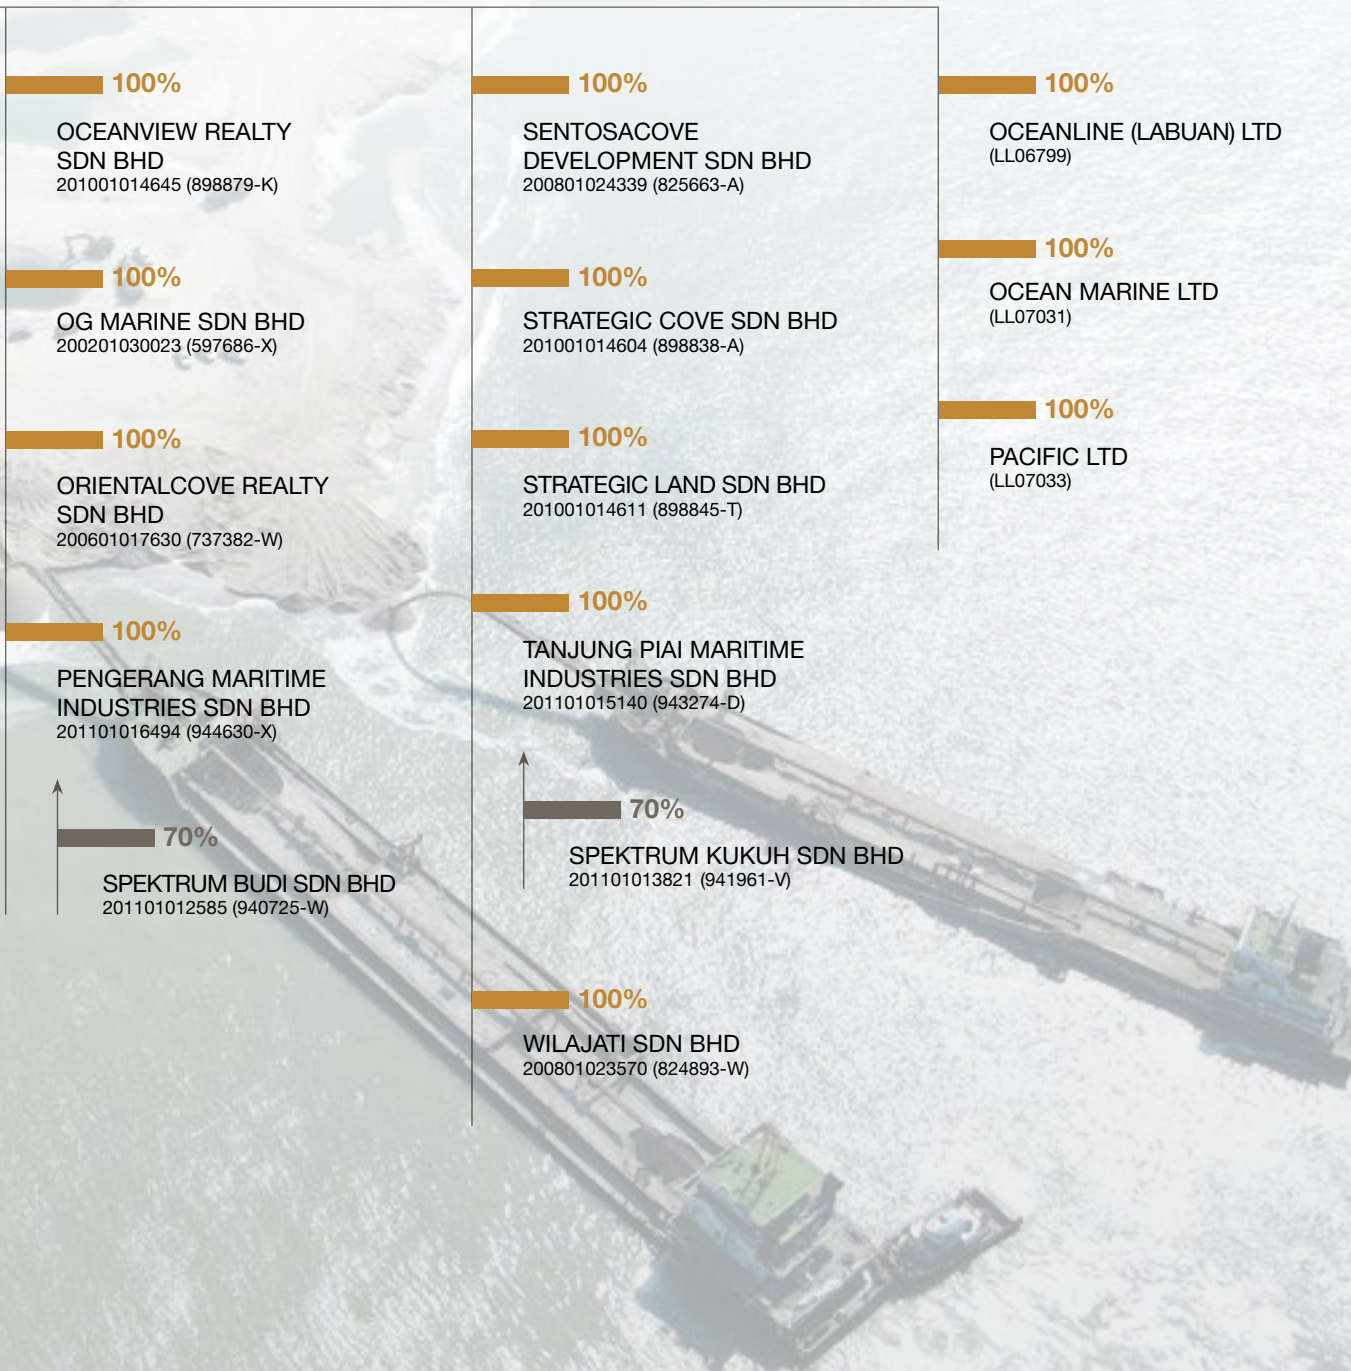 100%
OCEANVIEW REALTY
SDN BHD
201001014645 (898879-K)
100%
OG MARINE SDN BHD
200201030023 (597686-X)
100%
ORIENTALCOVE REALTY
SDN BHD
200601017630 (737382-W)
100%
PENGERANG MARITIME
INDUSTRIES SDN BHD
201101016494 (944630-X)
70%
SPEKTRUM BUDI SDN BHD
201101012585 (940725-W)
100%
SENTOSACOVE
DEVELOPMENT SDN BHD
200801024339 (825663-A)
100%
STRATEGIC COVE SDN BHD
201001014604 (898838-A)
100%
STRATEGIC LAND SDN BHD
201001014611 (898845-T)
100%
TANJUNG PIAI MARITIME
INDUSTRIES SDN BHD
201101015140 (943274-D)
70%
SPEKTRUM KUKUH SDN BHD
201101013821 (941961-V)
100%
WILAJATI SDN BHD
200801023570 (824893-W)
100%
OCEANLINE (LABUAN) LTD
(LL06799)
100%
OCEAN MARINE LTD
(LL07031)
100%
PACIFIC LTD
(LL07033)